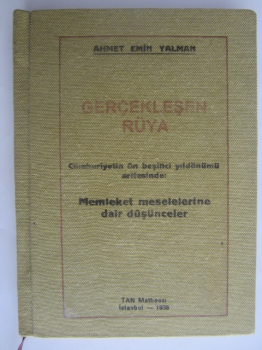 AHMET EMİN YALMAN
GERÇEKLEŞEN
RÜYA
Cümhuriyetin ön beşinci yıldönümü
arifesinde:
Memleket meselelerine
dair düşünceler
TAN Matbaası
İstanbul — 1938